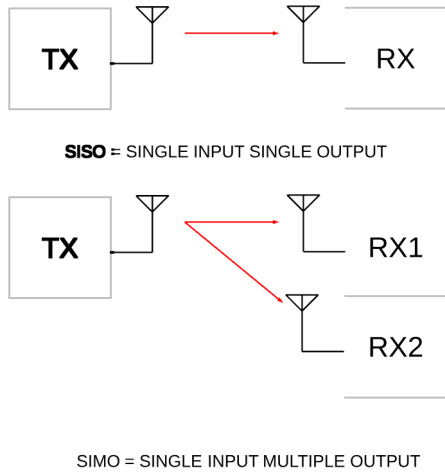 TX RX
SISO = SINGLE INPUT SINGLE OUTPUT
TX RX1
RX2
SIMO = SINGLE INPUT MULTIPLE OUTPUT